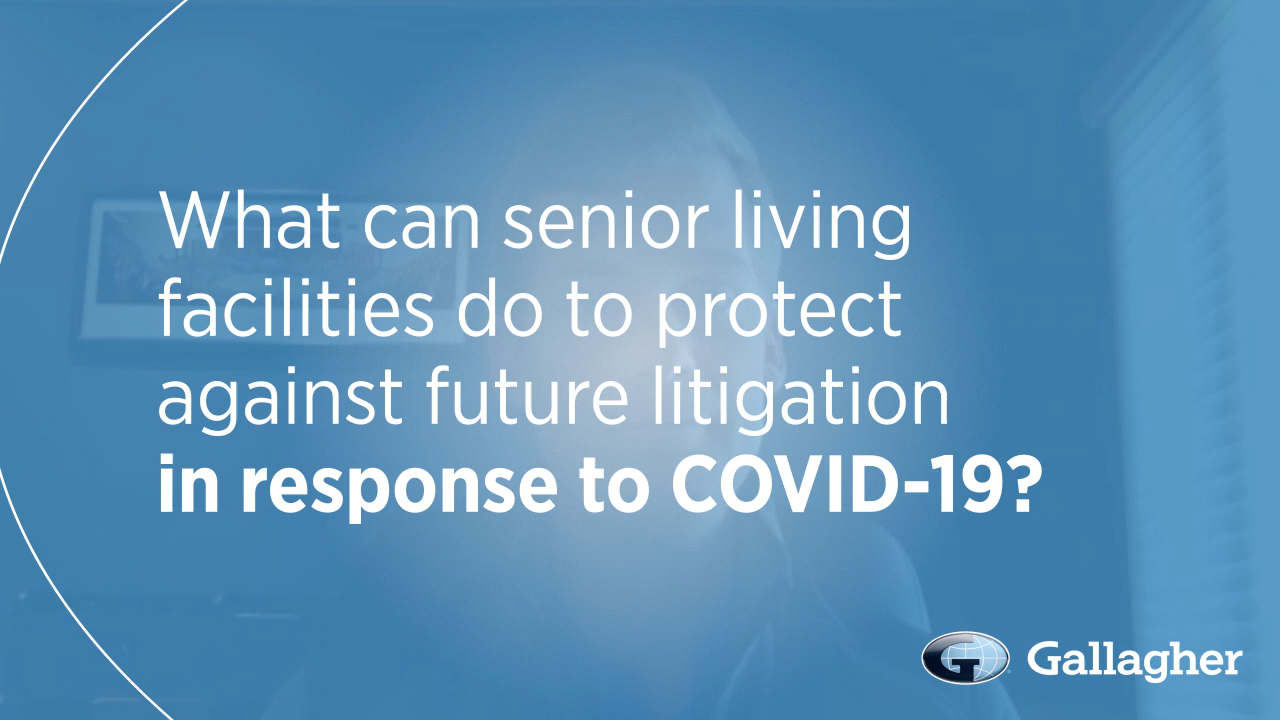 What can senior living
facilities do to protect
against future litigation
in response to COVID-19?
G Gallagher